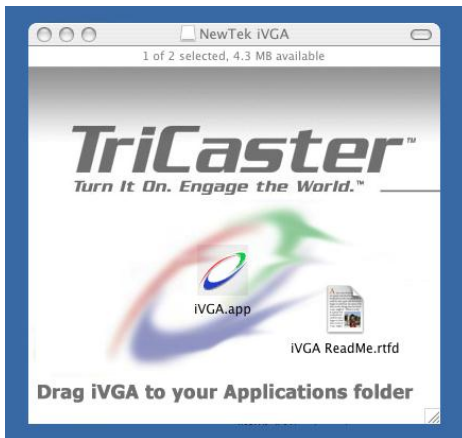 NewTek iVGA
1 of 2 selected, 4.3 MB available
TriCaster™
Turn It On. Engage the World.™
iVGA.app
iVGA ReadMe.rtfd
Drag iVGA to your Applications folder